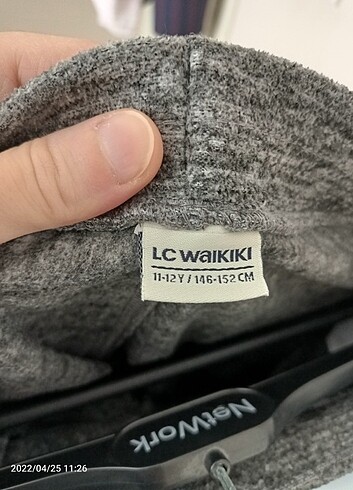 LC WAIKIKI
11-12Y / 146-152 CM
NetWork
2022/04/25 11:26